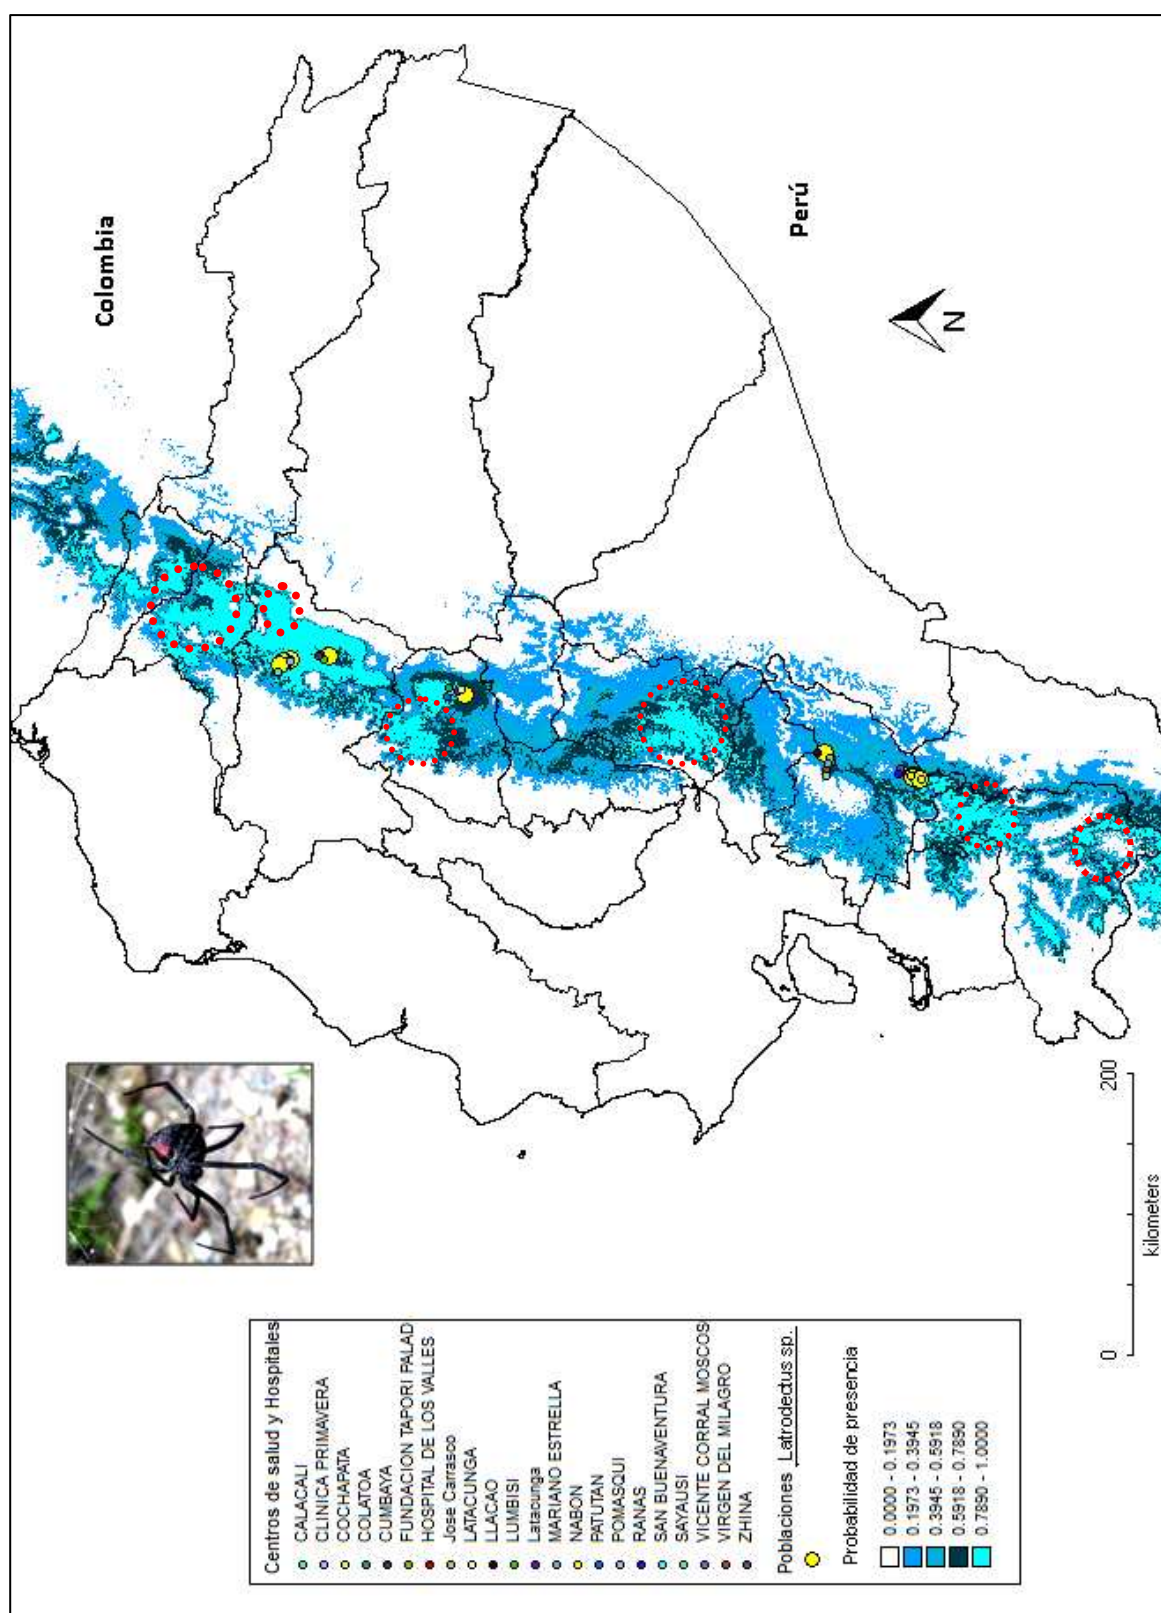 Colombia
Perú
N
0
200
kilometers
Centros de salud y Hospitales
CALACALI
CLINICA PRIMAVERA
COCHAPATA
COLATOA
CUMBAYA
FUNDACION TAPORI PALAD
HOSPITAL DE LOS VALLES
Jose Carrasco
LATACUNGA
LLACAO
LUMBISI
Latacunga
MARIANO ESTRELLA
NABON
PATUTAN
POMASQUI
RANAS
SAN BUENAVENTURA
SAYAUSI
VICENTE CORRAL MOSCOS
VIRGEN DEL MILAGRO
ZHINA
Poblaciones Latrodectus sp.
Probabilidad de presencia
0.0000 - 0.1973
0.1973 - 0.3945
0.3945 - 0.5918
0.5918 - 0.7890
0.7890 - 1.0000